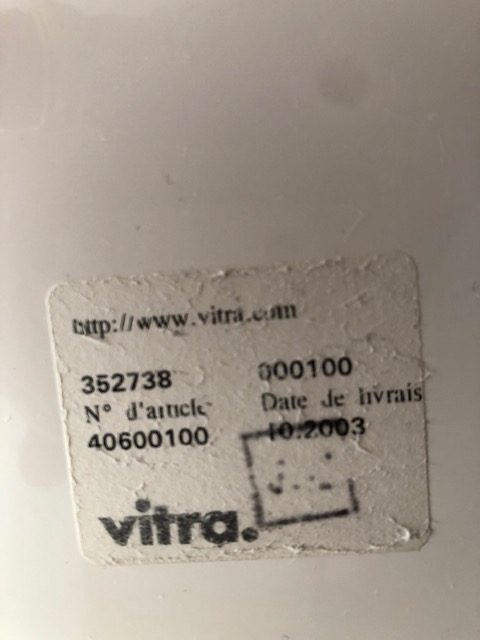 http://www.vitra.com
352738 000100
N° d'article Date de livrais
40600100 10.2003
vitra.